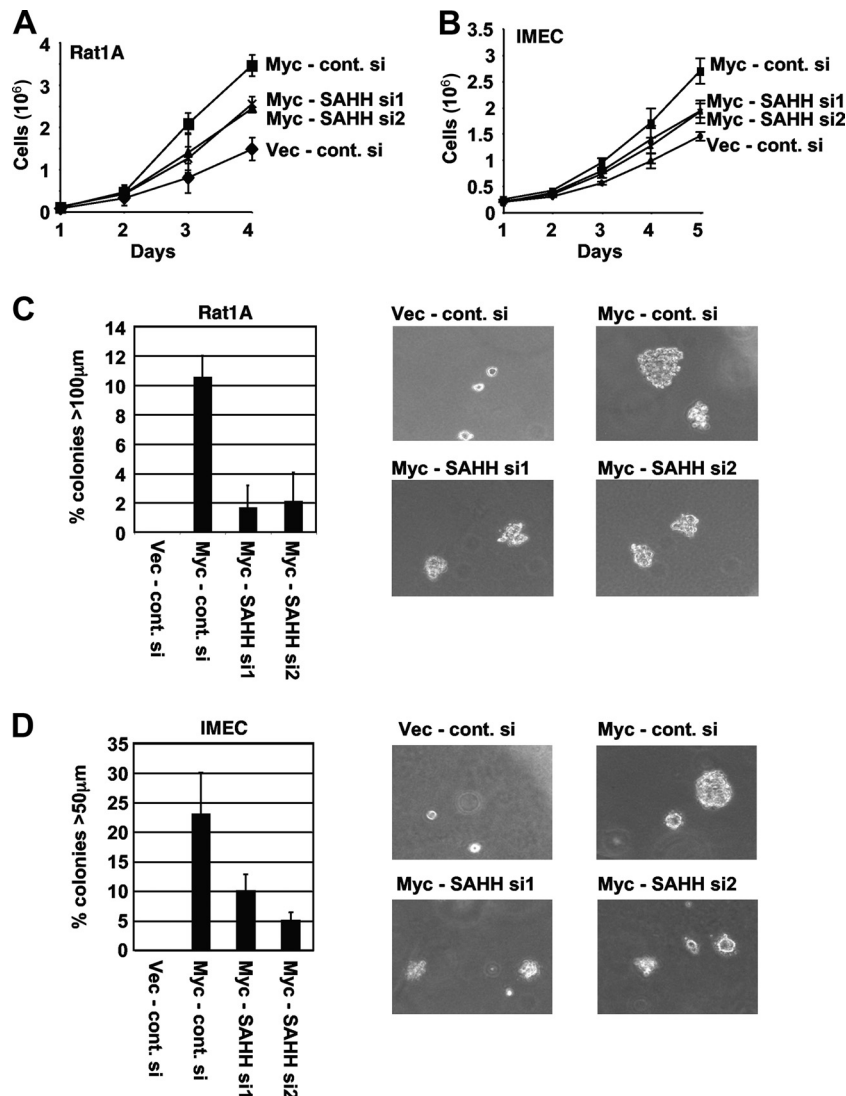 A
Rat1A
Cells (10⁶)
4
3
2
1
0
1 2 3 4
Days
Myc - cont. si
Myc - SAHH si1
Myc - SAHH si2
Vec - cont. si
B
IMEC
Cells (10⁶)
3.5
3
2.5
2
1.5
1
0.5
0
1 2 3 4 5
Days
Myc - cont. si
Myc - SAHH si1
Myc - SAHH si2
Vec - cont. si
C
Rat1A
% colonies >100µm
14
12
10
8
6
4
2
0
Vec - cont. si
Myc - cont. si
Myc - SAHH si1
Myc - SAHH si2
Vec - cont. si
Myc - cont. si
Myc - SAHH si1
Myc - SAHH si2
D
IMEC
% colonies >50µm
35
30
25
20
15
10
5
0
Vec - cont. si
Myc - cont. si
Myc - SAHH si1
Myc - SAHH si2
Vec - cont. si
Myc - cont. si
Myc - SAHH si1
Myc - SAHH si2